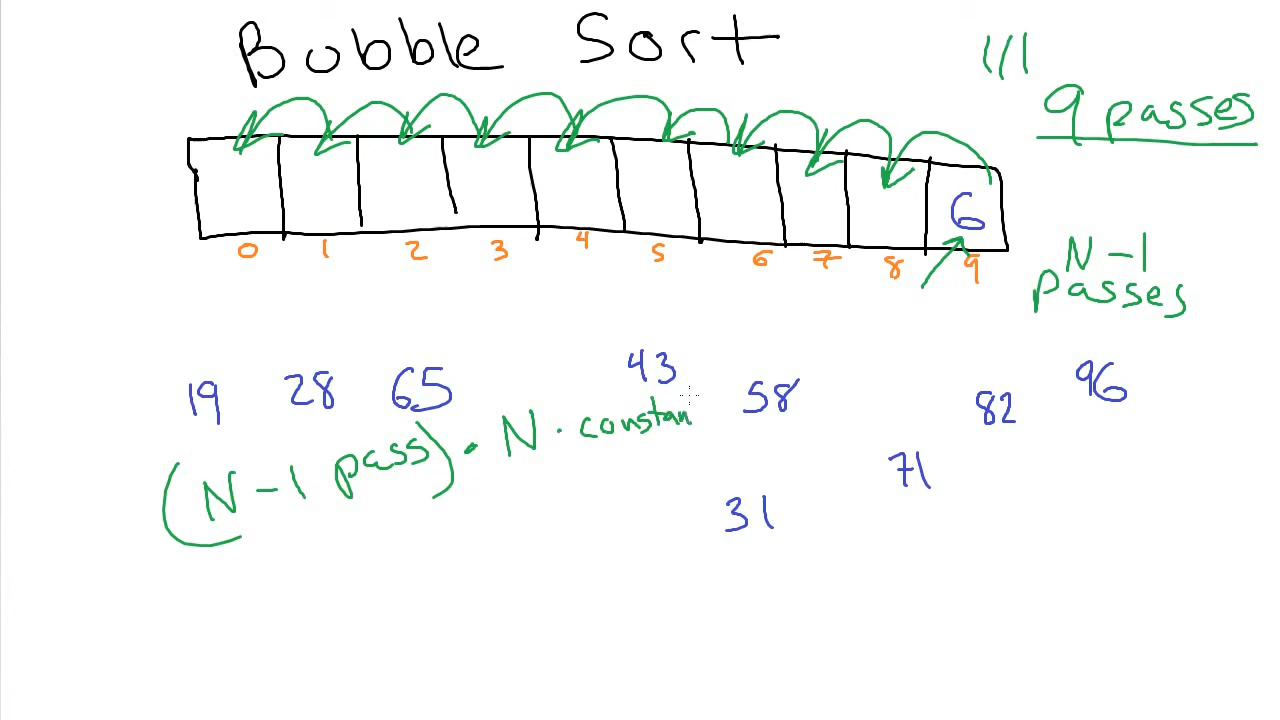 Bubble Sort
111
9 passes
6
0 1 2 3 4 5 6 7 8 9
N-1
passes
19 28 65 43 58 82 96
(N-1 pass) · N · constan
71
31